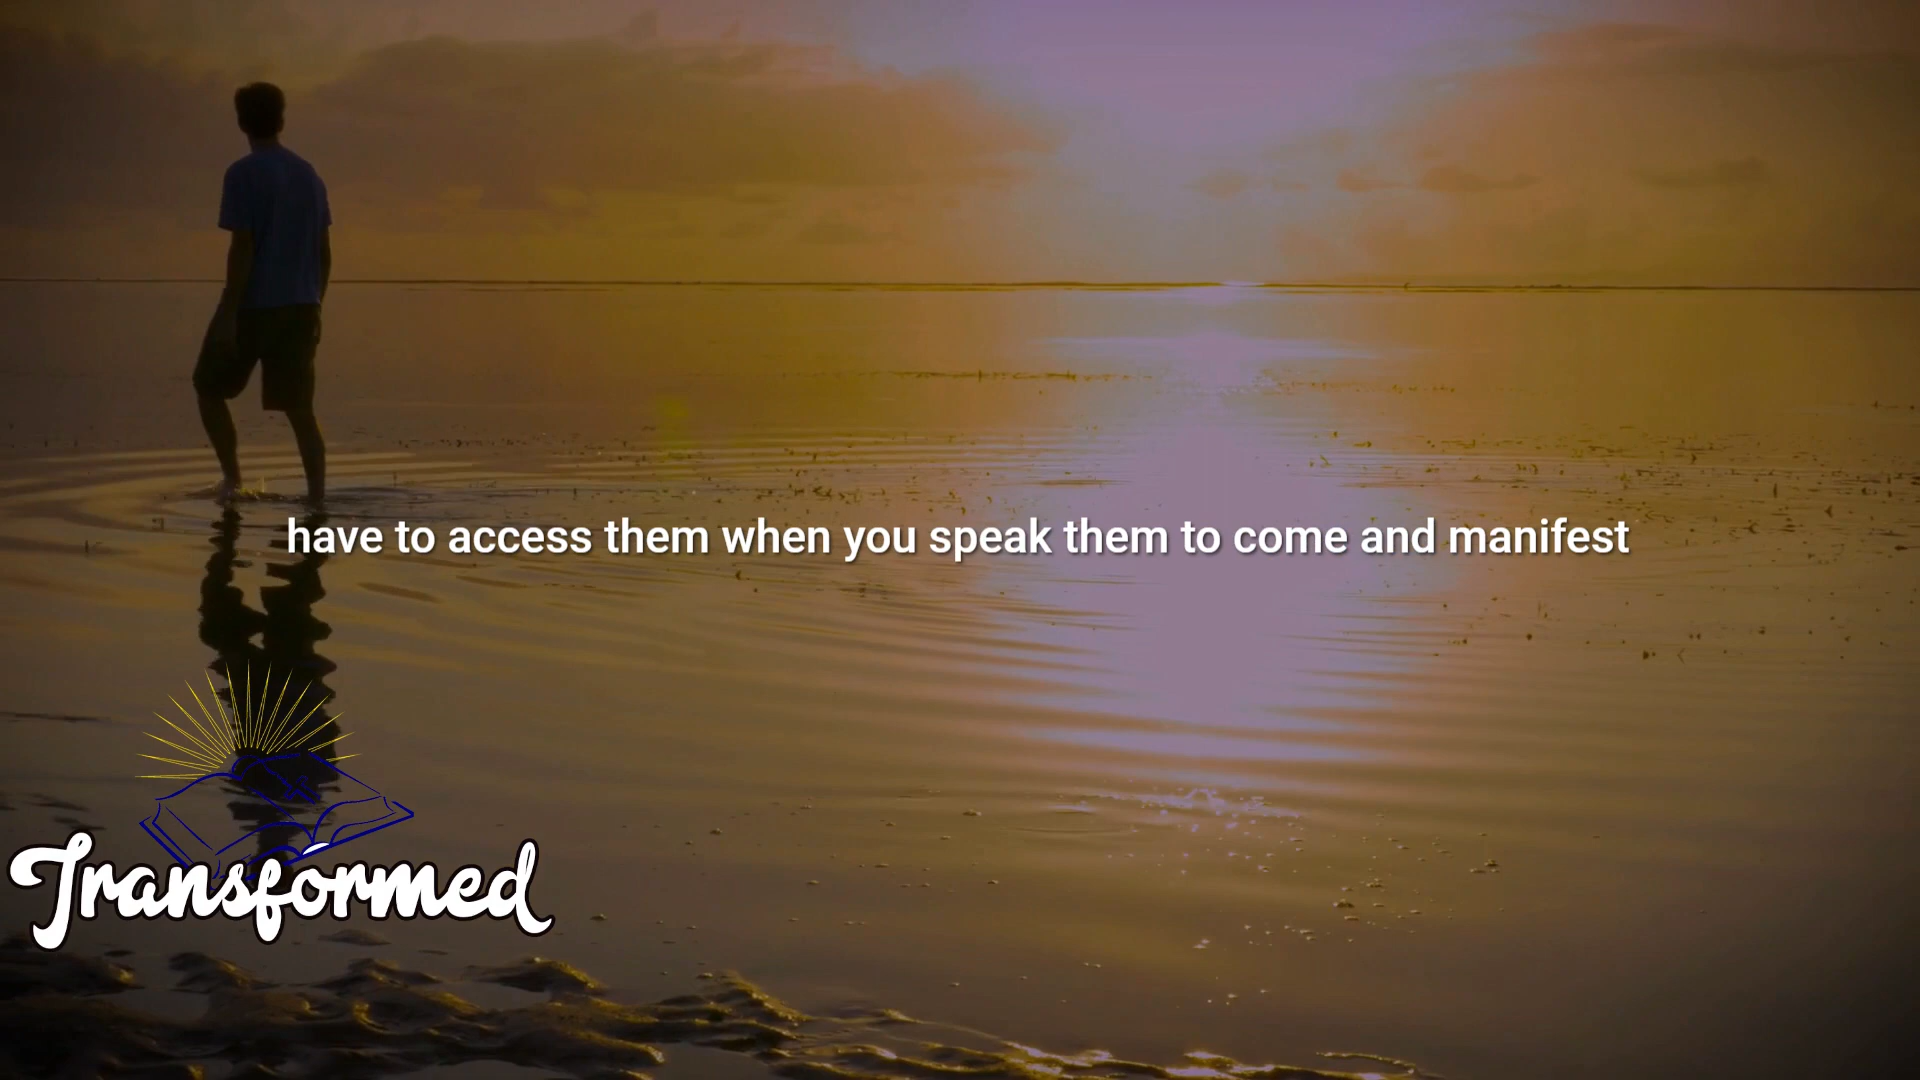 have to access them when you speak them to come and manifest
Transformed